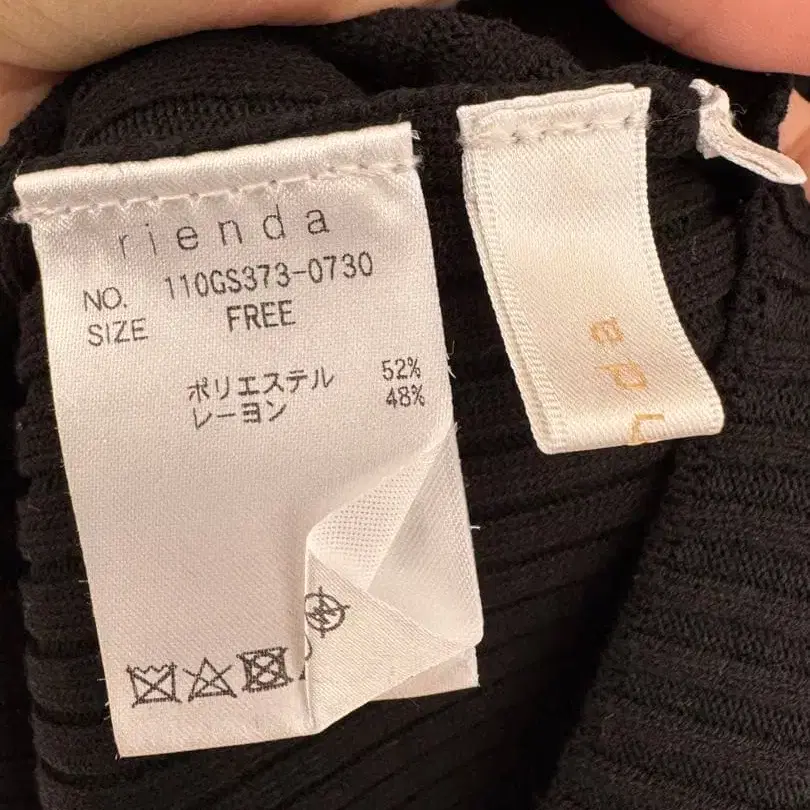 rienda
NO. 110GS373-0730
SIZE FREE
ポリエステル 52%
レーヨン 48%